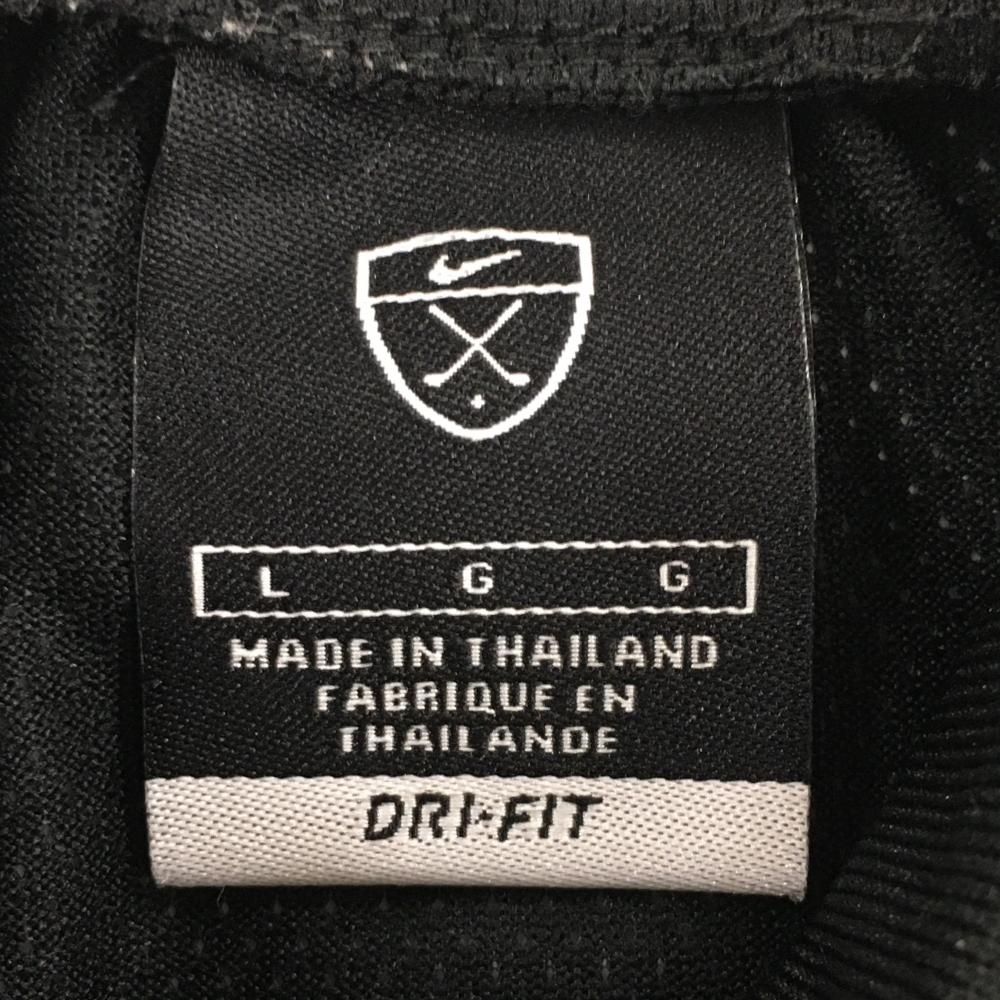 L G G
MADE IN THAILAND
FABRIQUE EN
THAILANDE
DRI-FIT